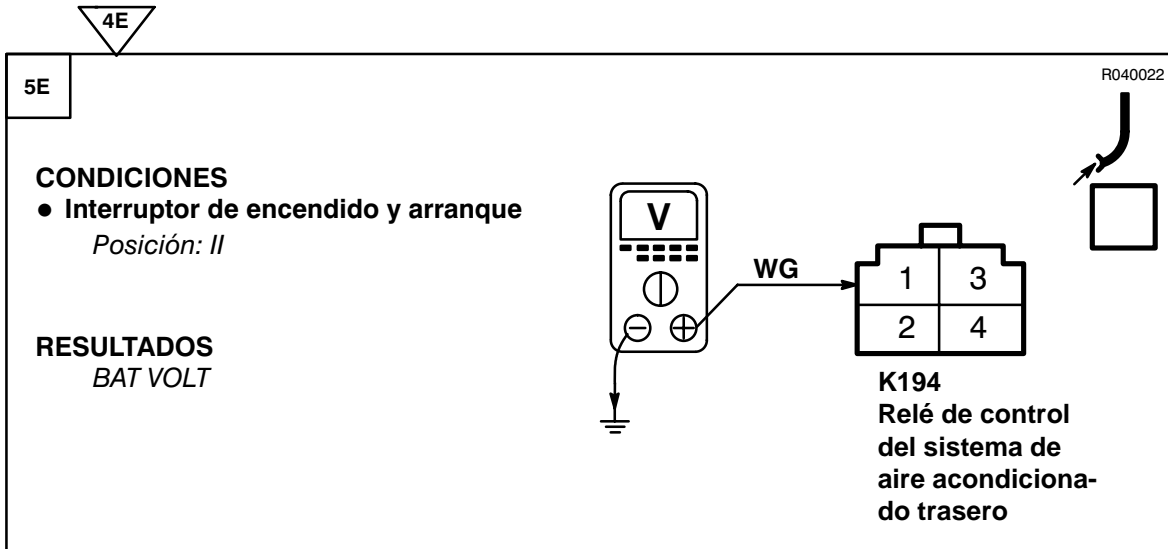 4E
5E
R040022
CONDICIONES
● Interruptor de encendido y arranque
Posición: II
RESULTADOS
BAT VOLT
V
WG
1 3
2 4
K194
Relé de control
del sistema de
aire acondiciona-
do trasero